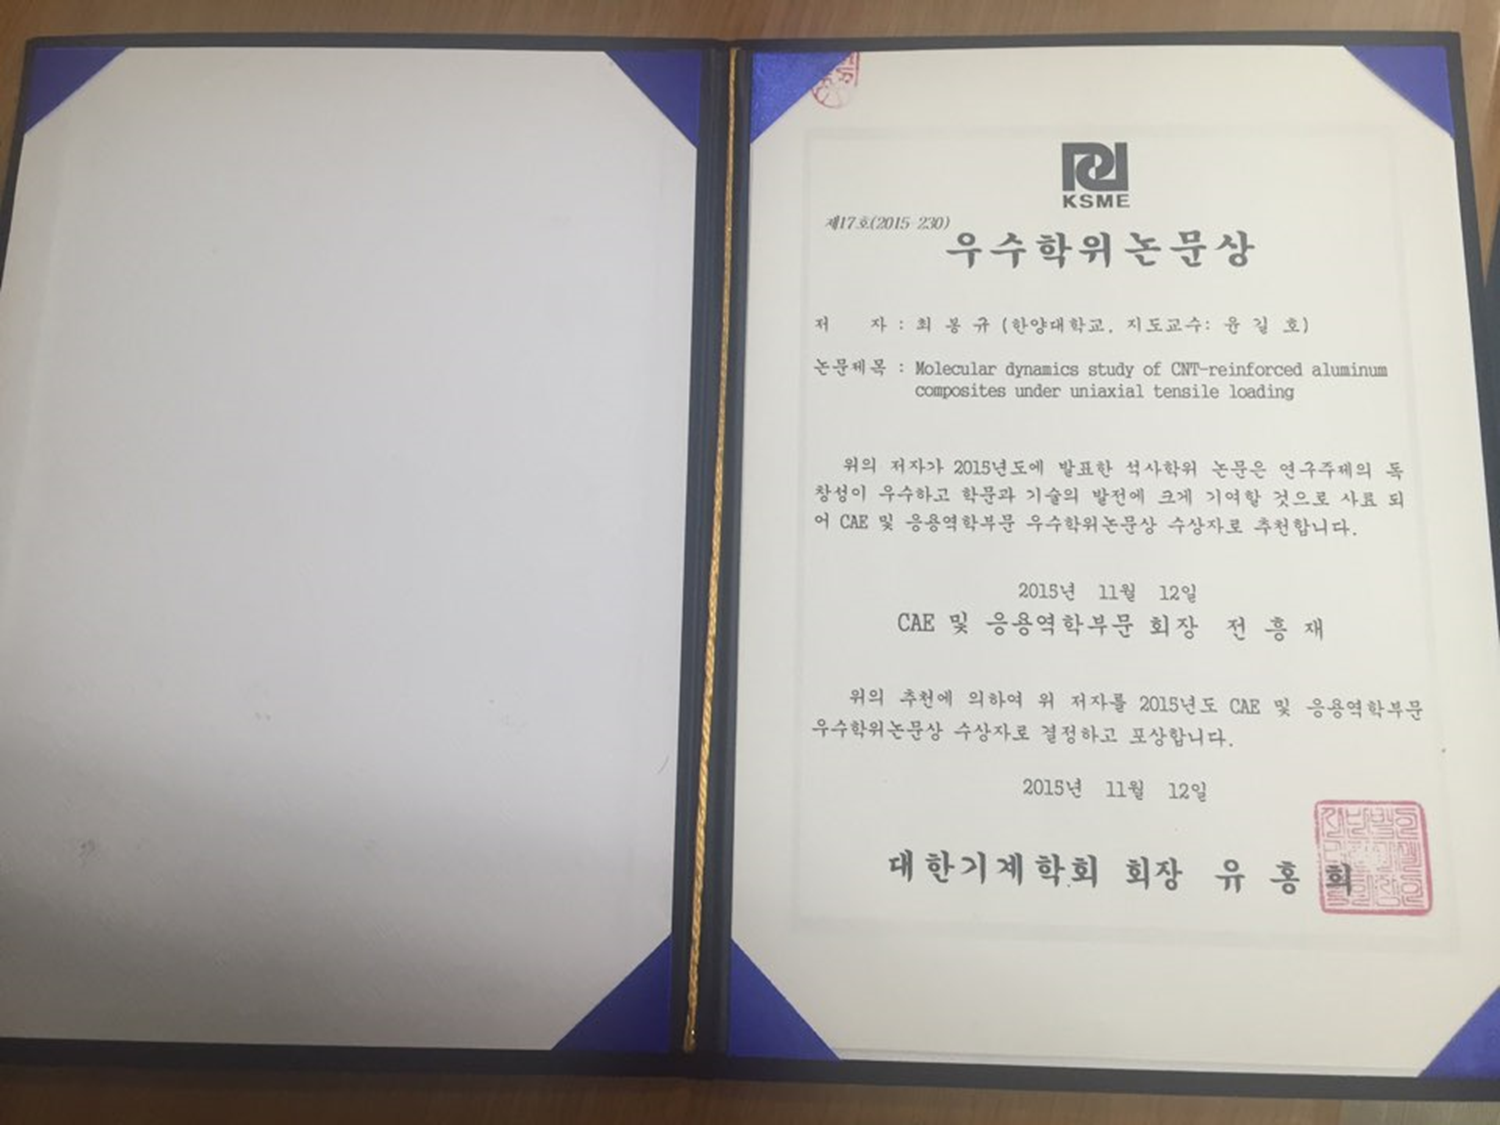 KSME
제17호(2015-230)
우수학위논문상
저 자 : 최 봉 규 (한양대학교, 지도교수: 윤 길 호)
논문제목 : Molecular dynamics study of CNT-reinforced aluminum
composites under uniaxial tensile loading
위의 저자가 2015년도에 발표한 석사학위 논문은 연구주제의 독
창성이 우수하고 학문과 기술의 발전에 크게 기여할 것으로 사료 되
어 CAE 및 응용역학부문 우수학위논문상 수상자로 추천합니다.
2015년 11월 12일
CAE 및 응용역학부문 회장 전 흥 재
위의 추천에 의하여 위 저자를 2015년도 CAE 및 응용역학부문
우수학위논문상 수상자로 결정하고 포상합니다.
2015년 11월 12일
대한기계학회 회장 유 홍 희